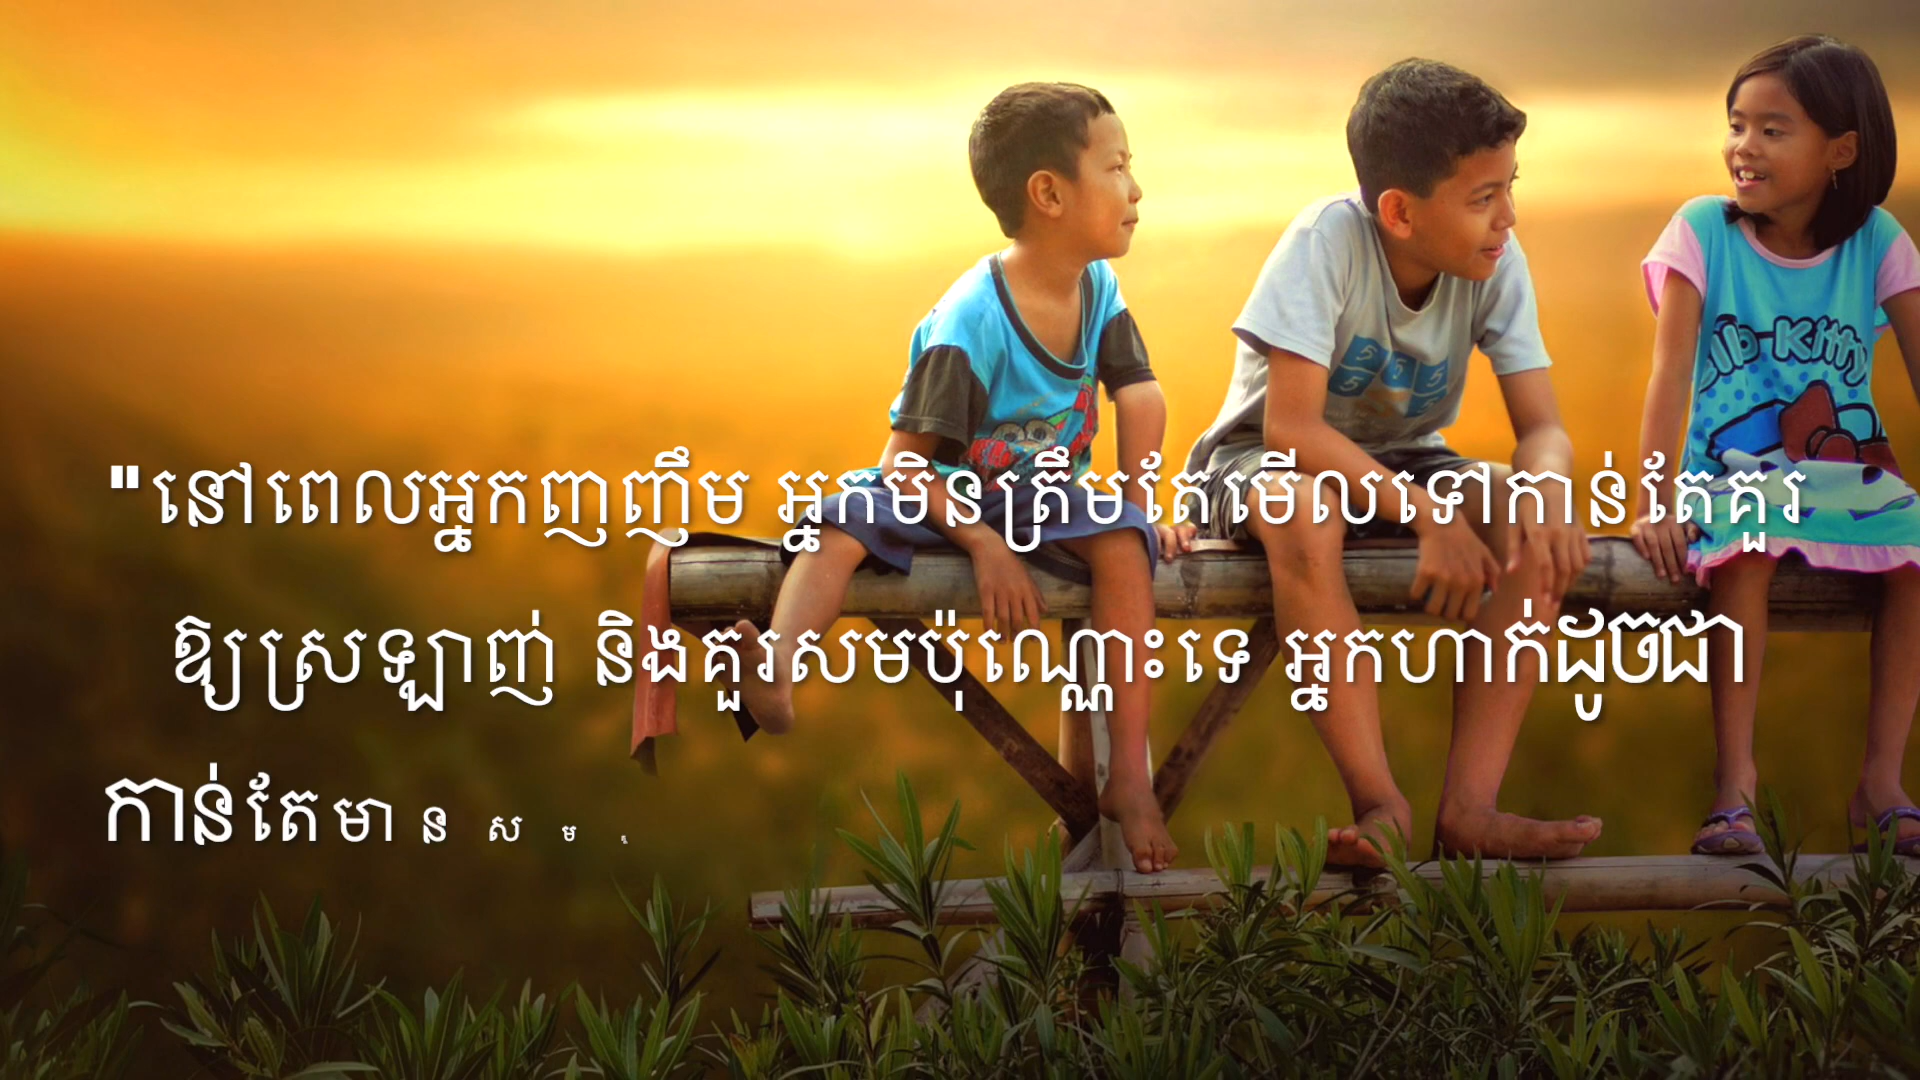 "នៅពេលអ្នកញញឹម អ្នកមិនត្រឹមតែមើលទៅកាន់តែគួរ
ឱ្យស្រឡាញ់ និងគួរសមប៉ុណ្ណោះទេ អ្នកហាក់ដូចជា
កាន់តែមាន សម